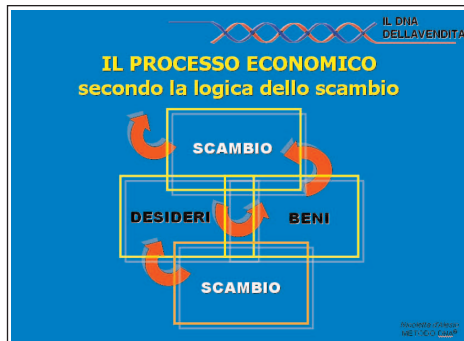 IL DNA
DELLAVENDITA
IL PROCESSO ECONOMICO
secondo la logica dello scambio
SCAMBIO
DESIDERI
BENI
SCAMBIO